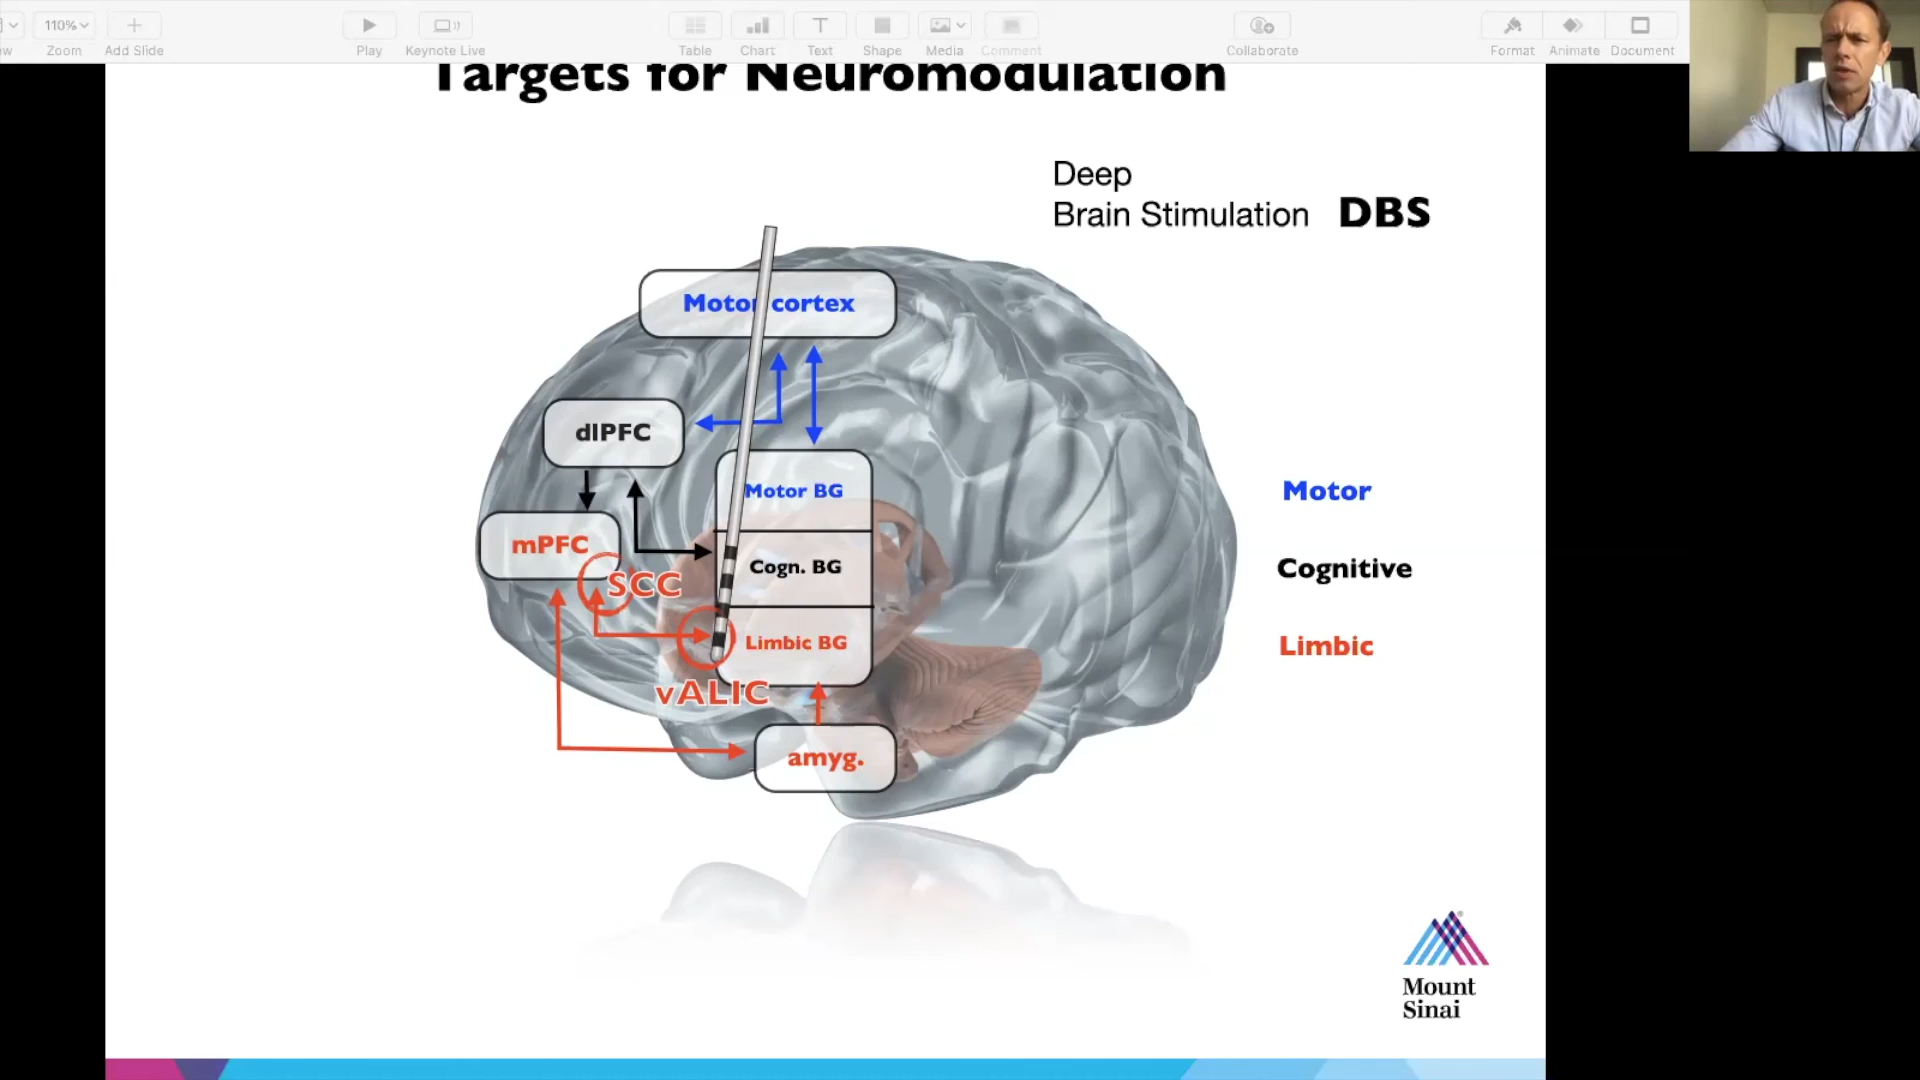 110%
Zoom
Add Slide
Play
Keynote Live
Table
Chart
Text
Shape
Media
Comment
Collaborate
Format
Animate
Document
Targets for Neuromodulation
Deep
Brain Stimulation DBS
Motor cortex
dlPFC
Motor BG
Motor
mPFC
SCC
Cogn. BG
Cognitive
Limbic BG
Limbic
vALIC
amyg.
Mount
Sinai